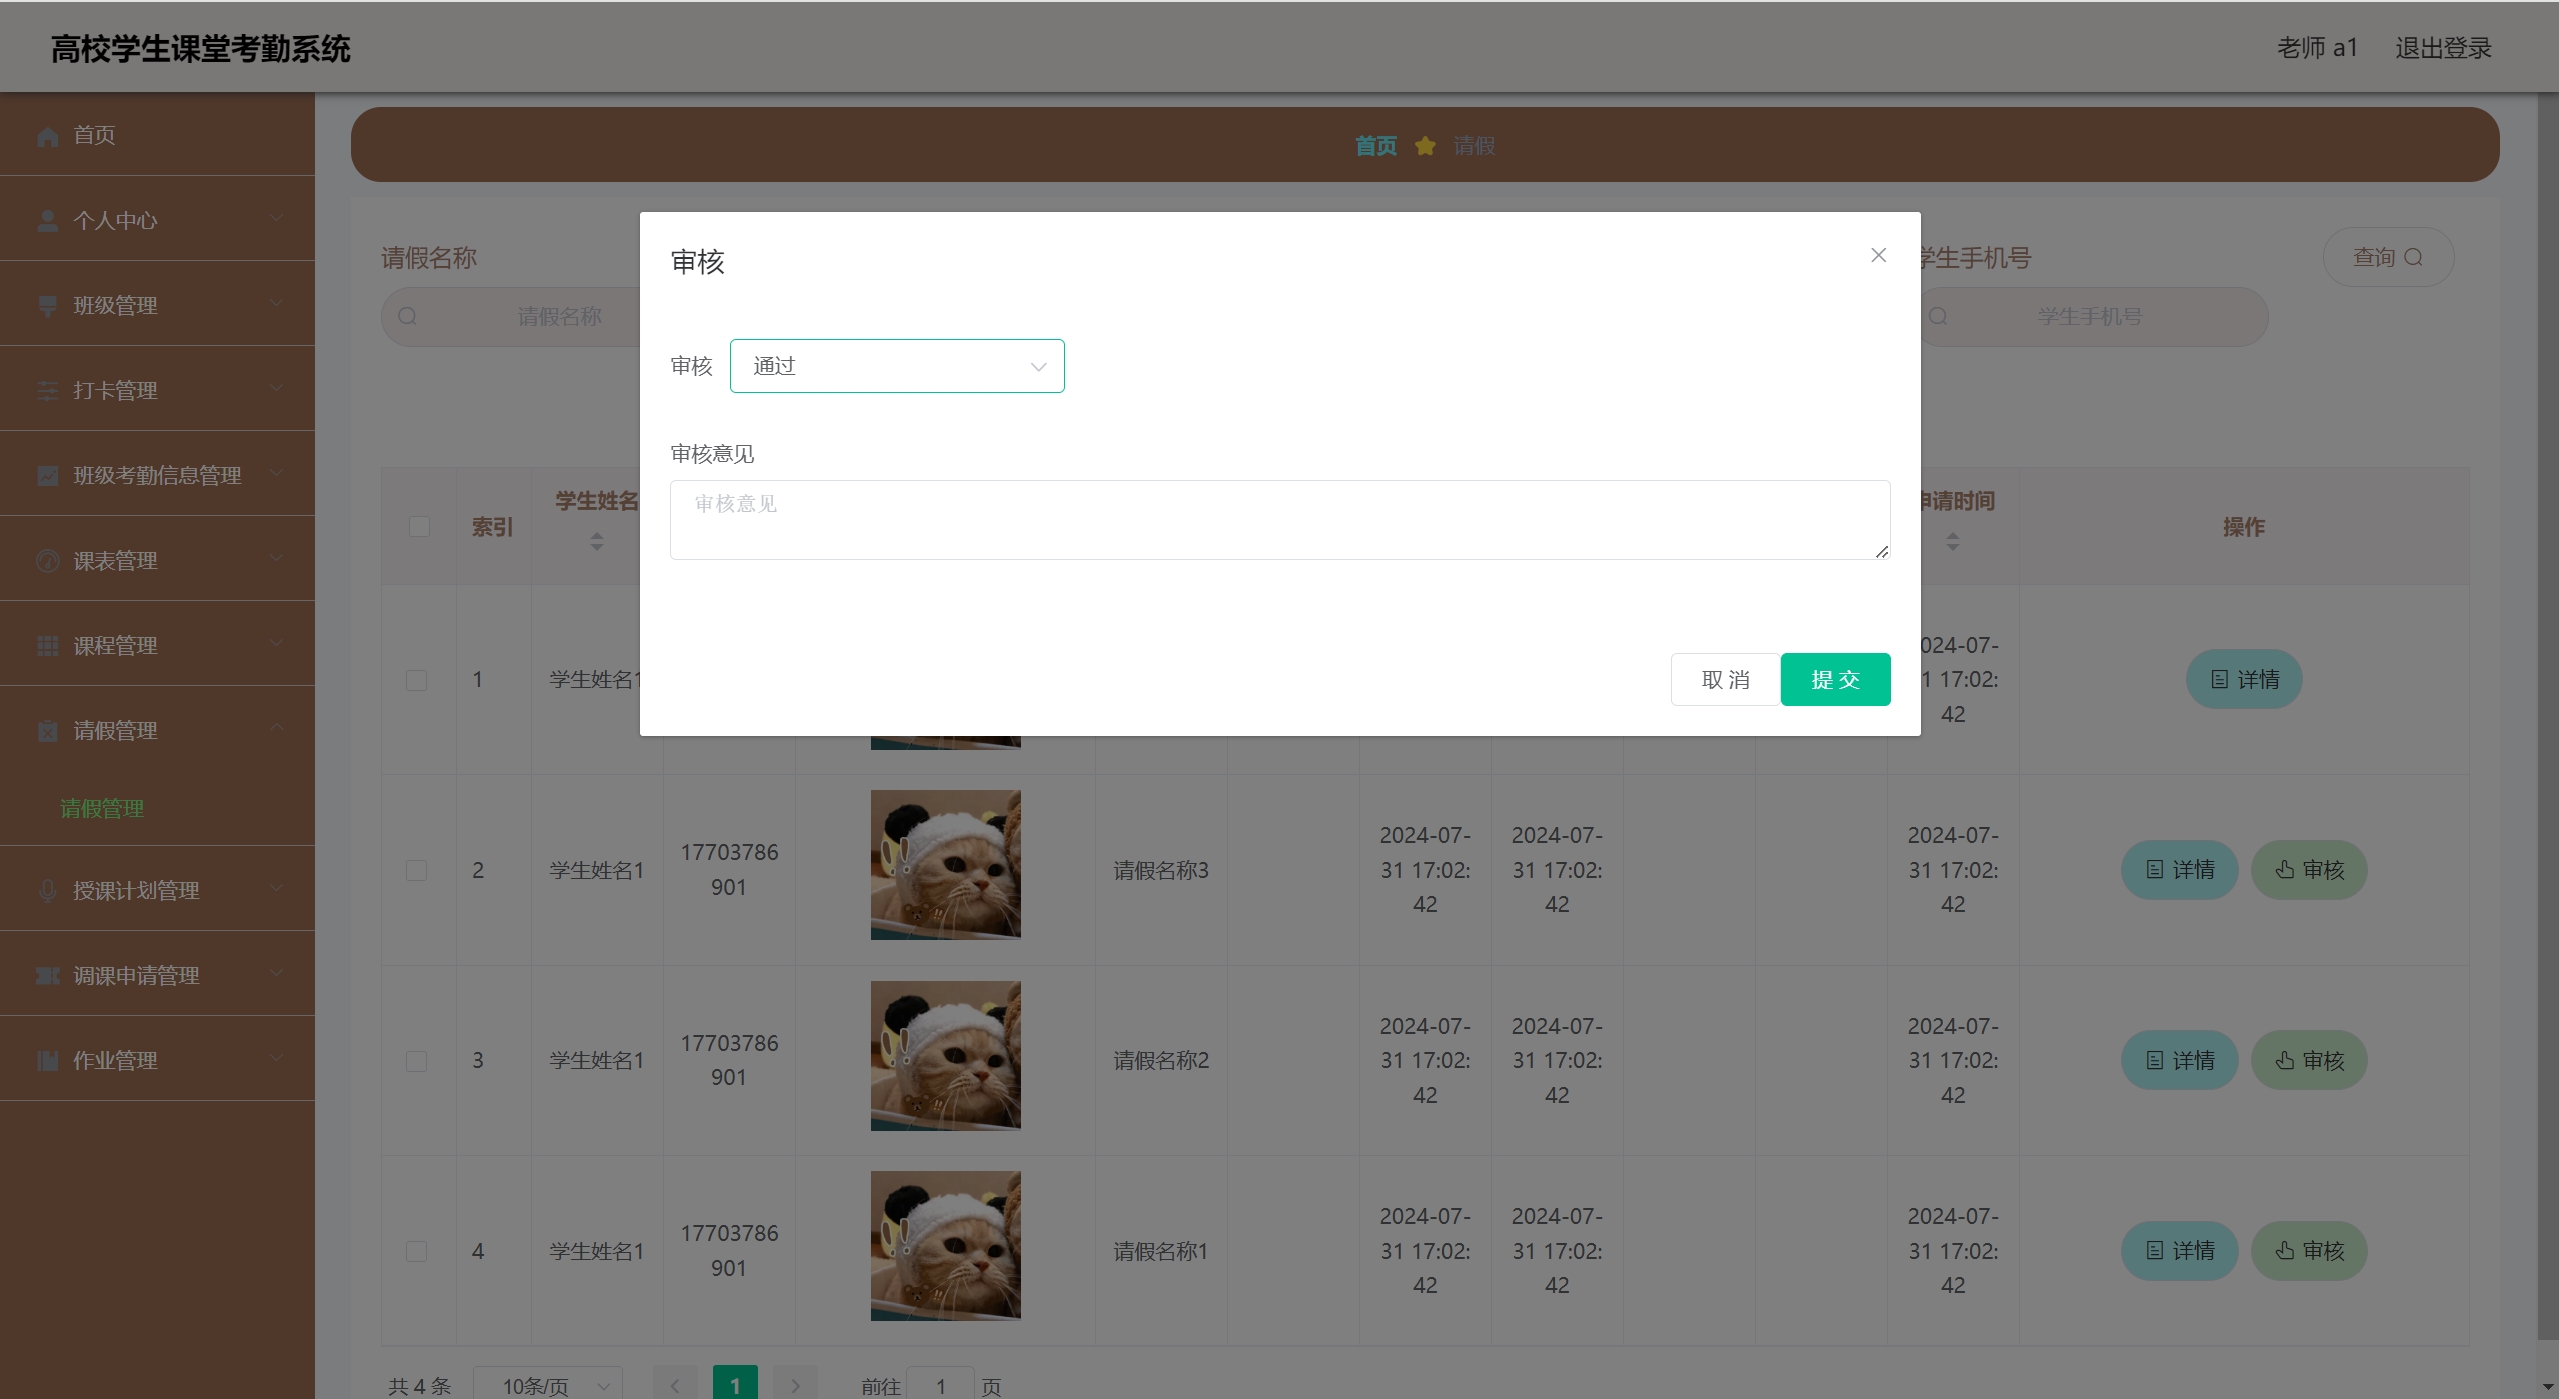 高校学生课堂考勤系统
老师 a1 退出登录
首页
个人中心
班级管理
打卡管理
班级考勤信息管理
课表管理
课程管理
请假管理
请假管理
授课计划管理
调课申请管理
作业管理
首页 请假
请假名称
请假名称
学生手机号
学生手机号
查询
审核
审核 通过
审核意见
审核意见
取 消 提 交
索引 学生姓名 申请时间 操作
1 学生姓名1
024-07-
1 17:02:
42
详情
2 学生姓名1
17703786
901
请假名称3
2024-07-
31 17:02:
42
2024-07-
31 17:02:
42
2024-07-
31 17:02:
42
详情 审核
3 学生姓名1
17703786
901
请假名称2
2024-07-
31 17:02:
42
2024-07-
31 17:02:
42
2024-07-
31 17:02:
42
详情 审核
4 学生姓名1
17703786
901
请假名称1
2024-07-
31 17:02:
42
2024-07-
31 17:02:
42
2024-07-
31 17:02:
42
详情 审核
共 4 条 10条/页 1 前往 1 页